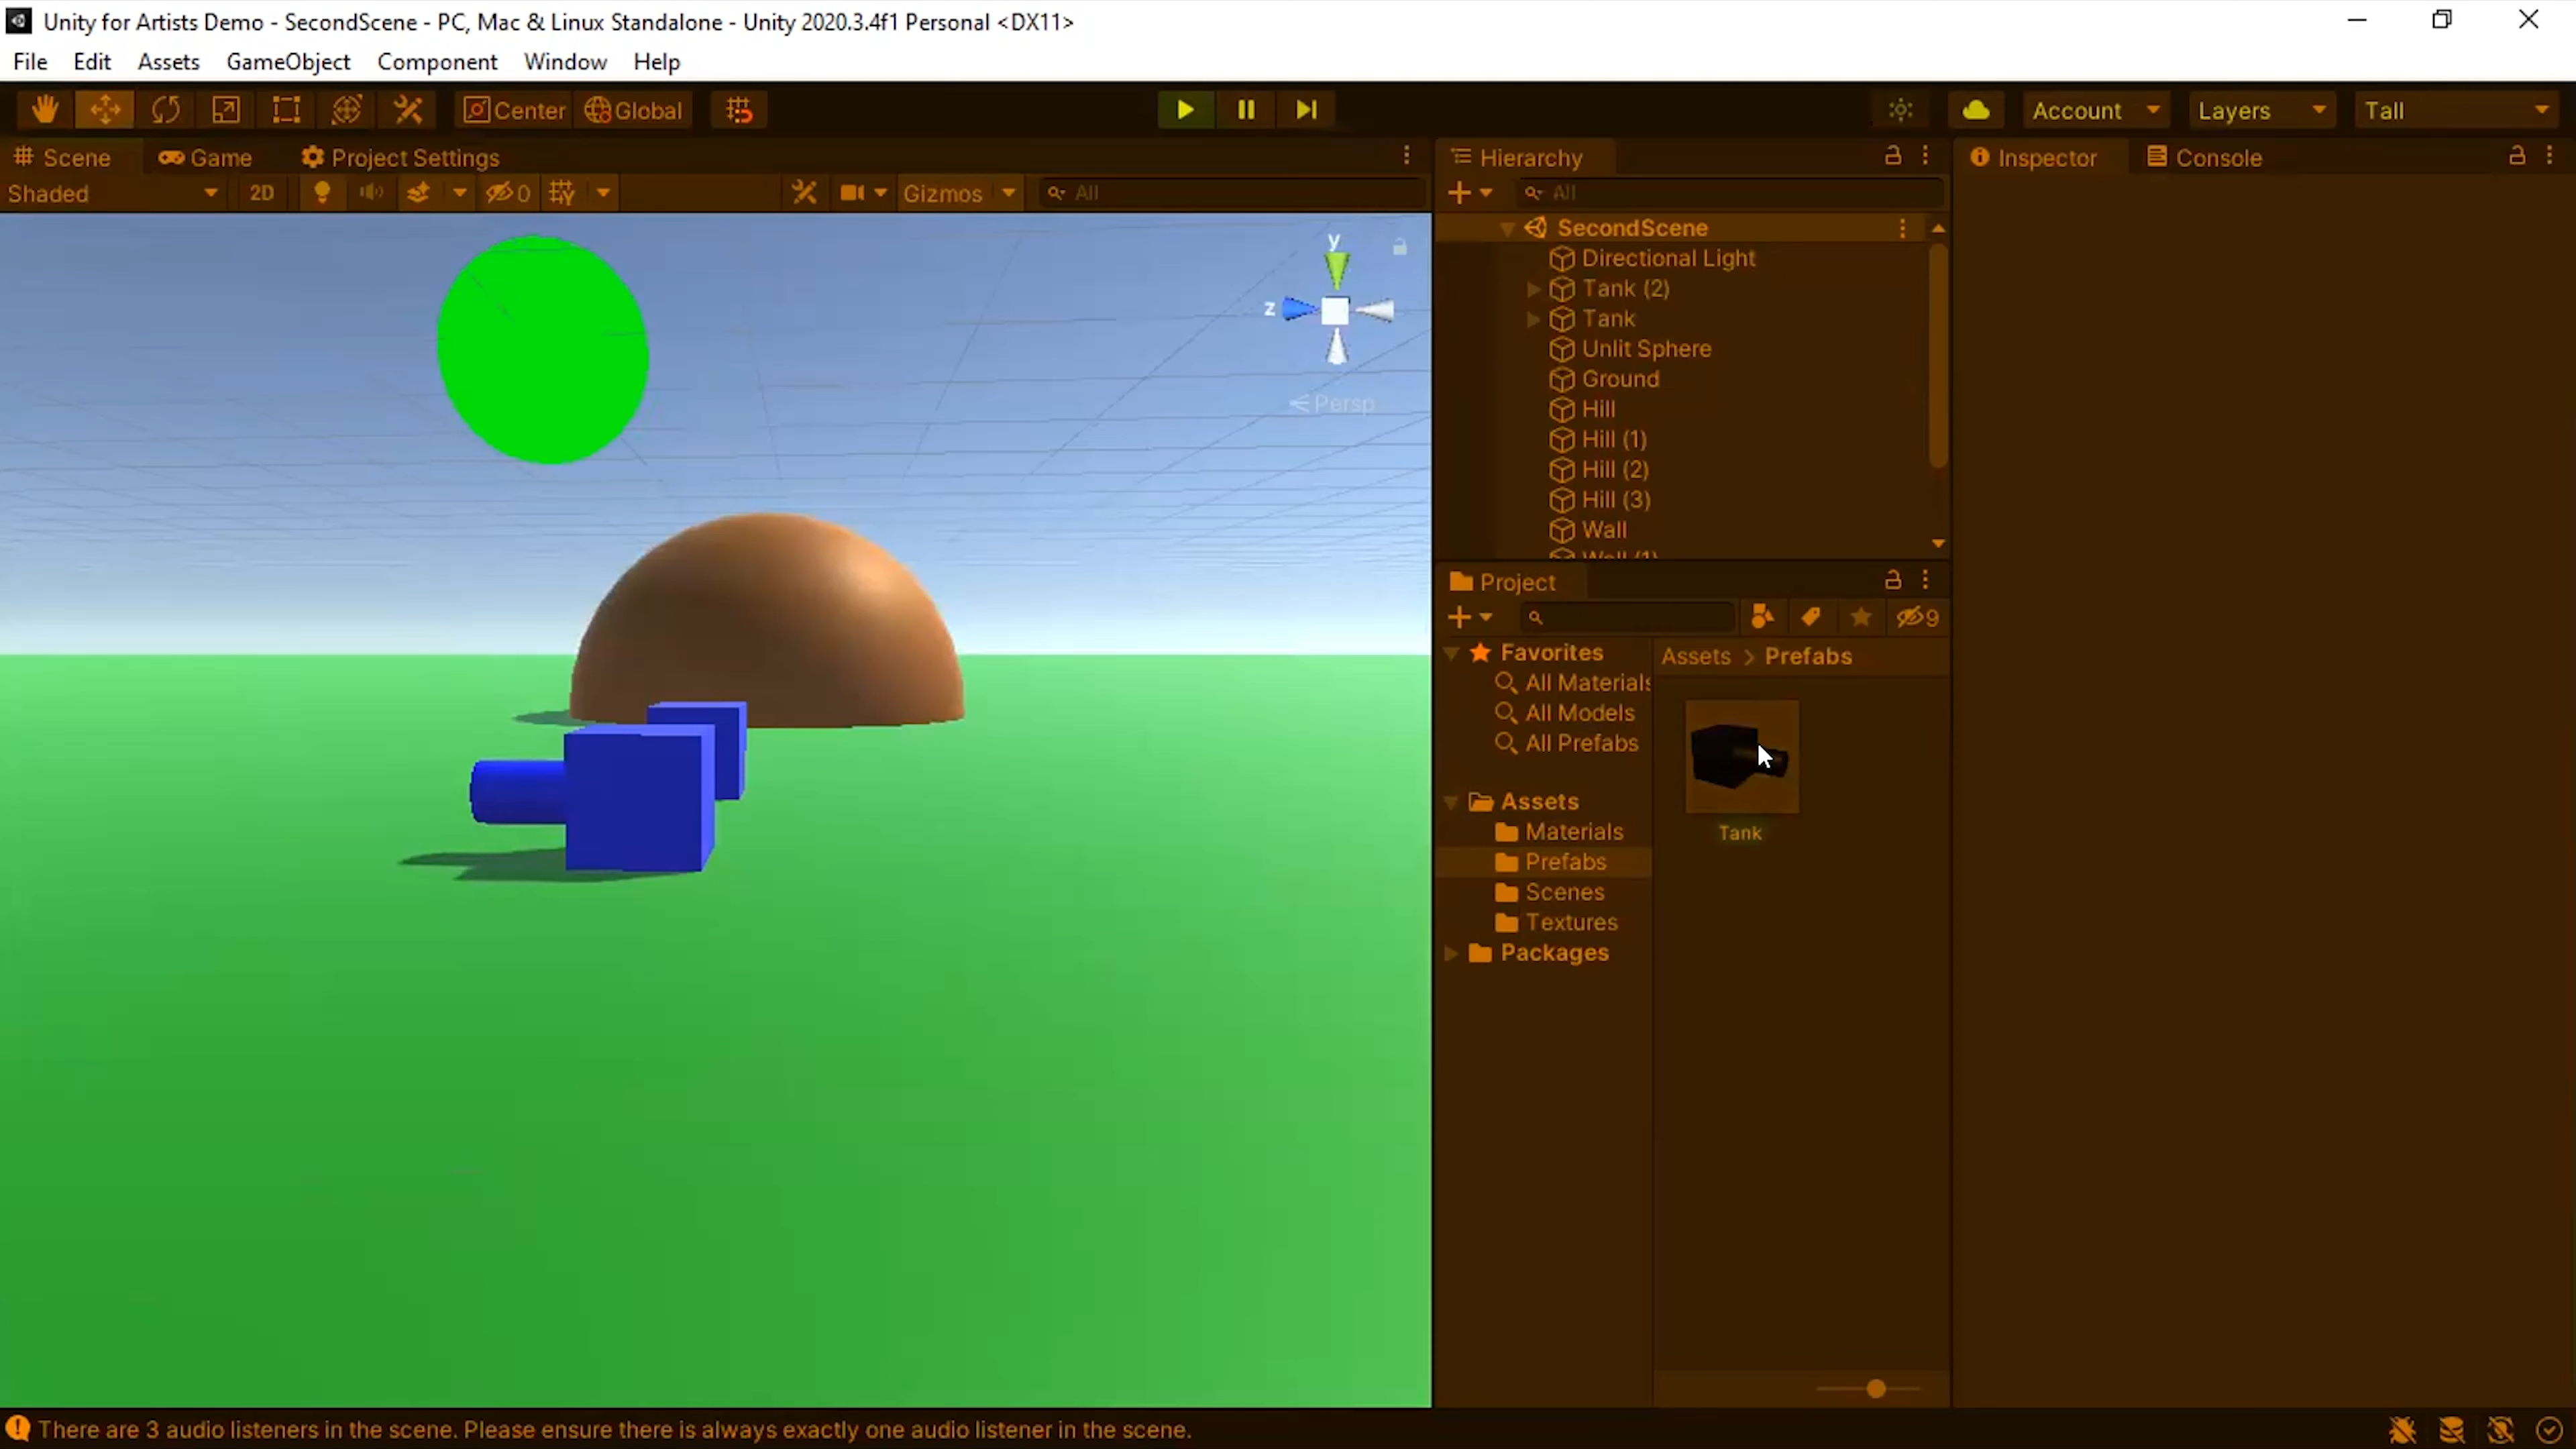 Unity for Artists Demo - SecondScene - PC, Mac & Linux Standalone - Unity 2020.3.4f1 Personal <DX11>
File Edit Assets GameObject Component Window Help
Center Global Account Layers Tall
Scene Game Project Settings
Shaded 2D 0 Gizmos All
y
z
Persp
Hierarchy
All
SecondScene
Directional Light
Tank (2)
Tank
Unlit Sphere
Ground
Hill
Hill (1)
Hill (2)
Hill (3)
Wall
Wall (1)
Project
9
Favorites
All Materials
All Models
All Prefabs
Assets
Materials
Prefabs
Scenes
Textures
Packages
Assets > Prefabs
Tank
Inspector Console
There are 3 audio listeners in the scene. Please ensure there is always exactly one audio listener in the scene.